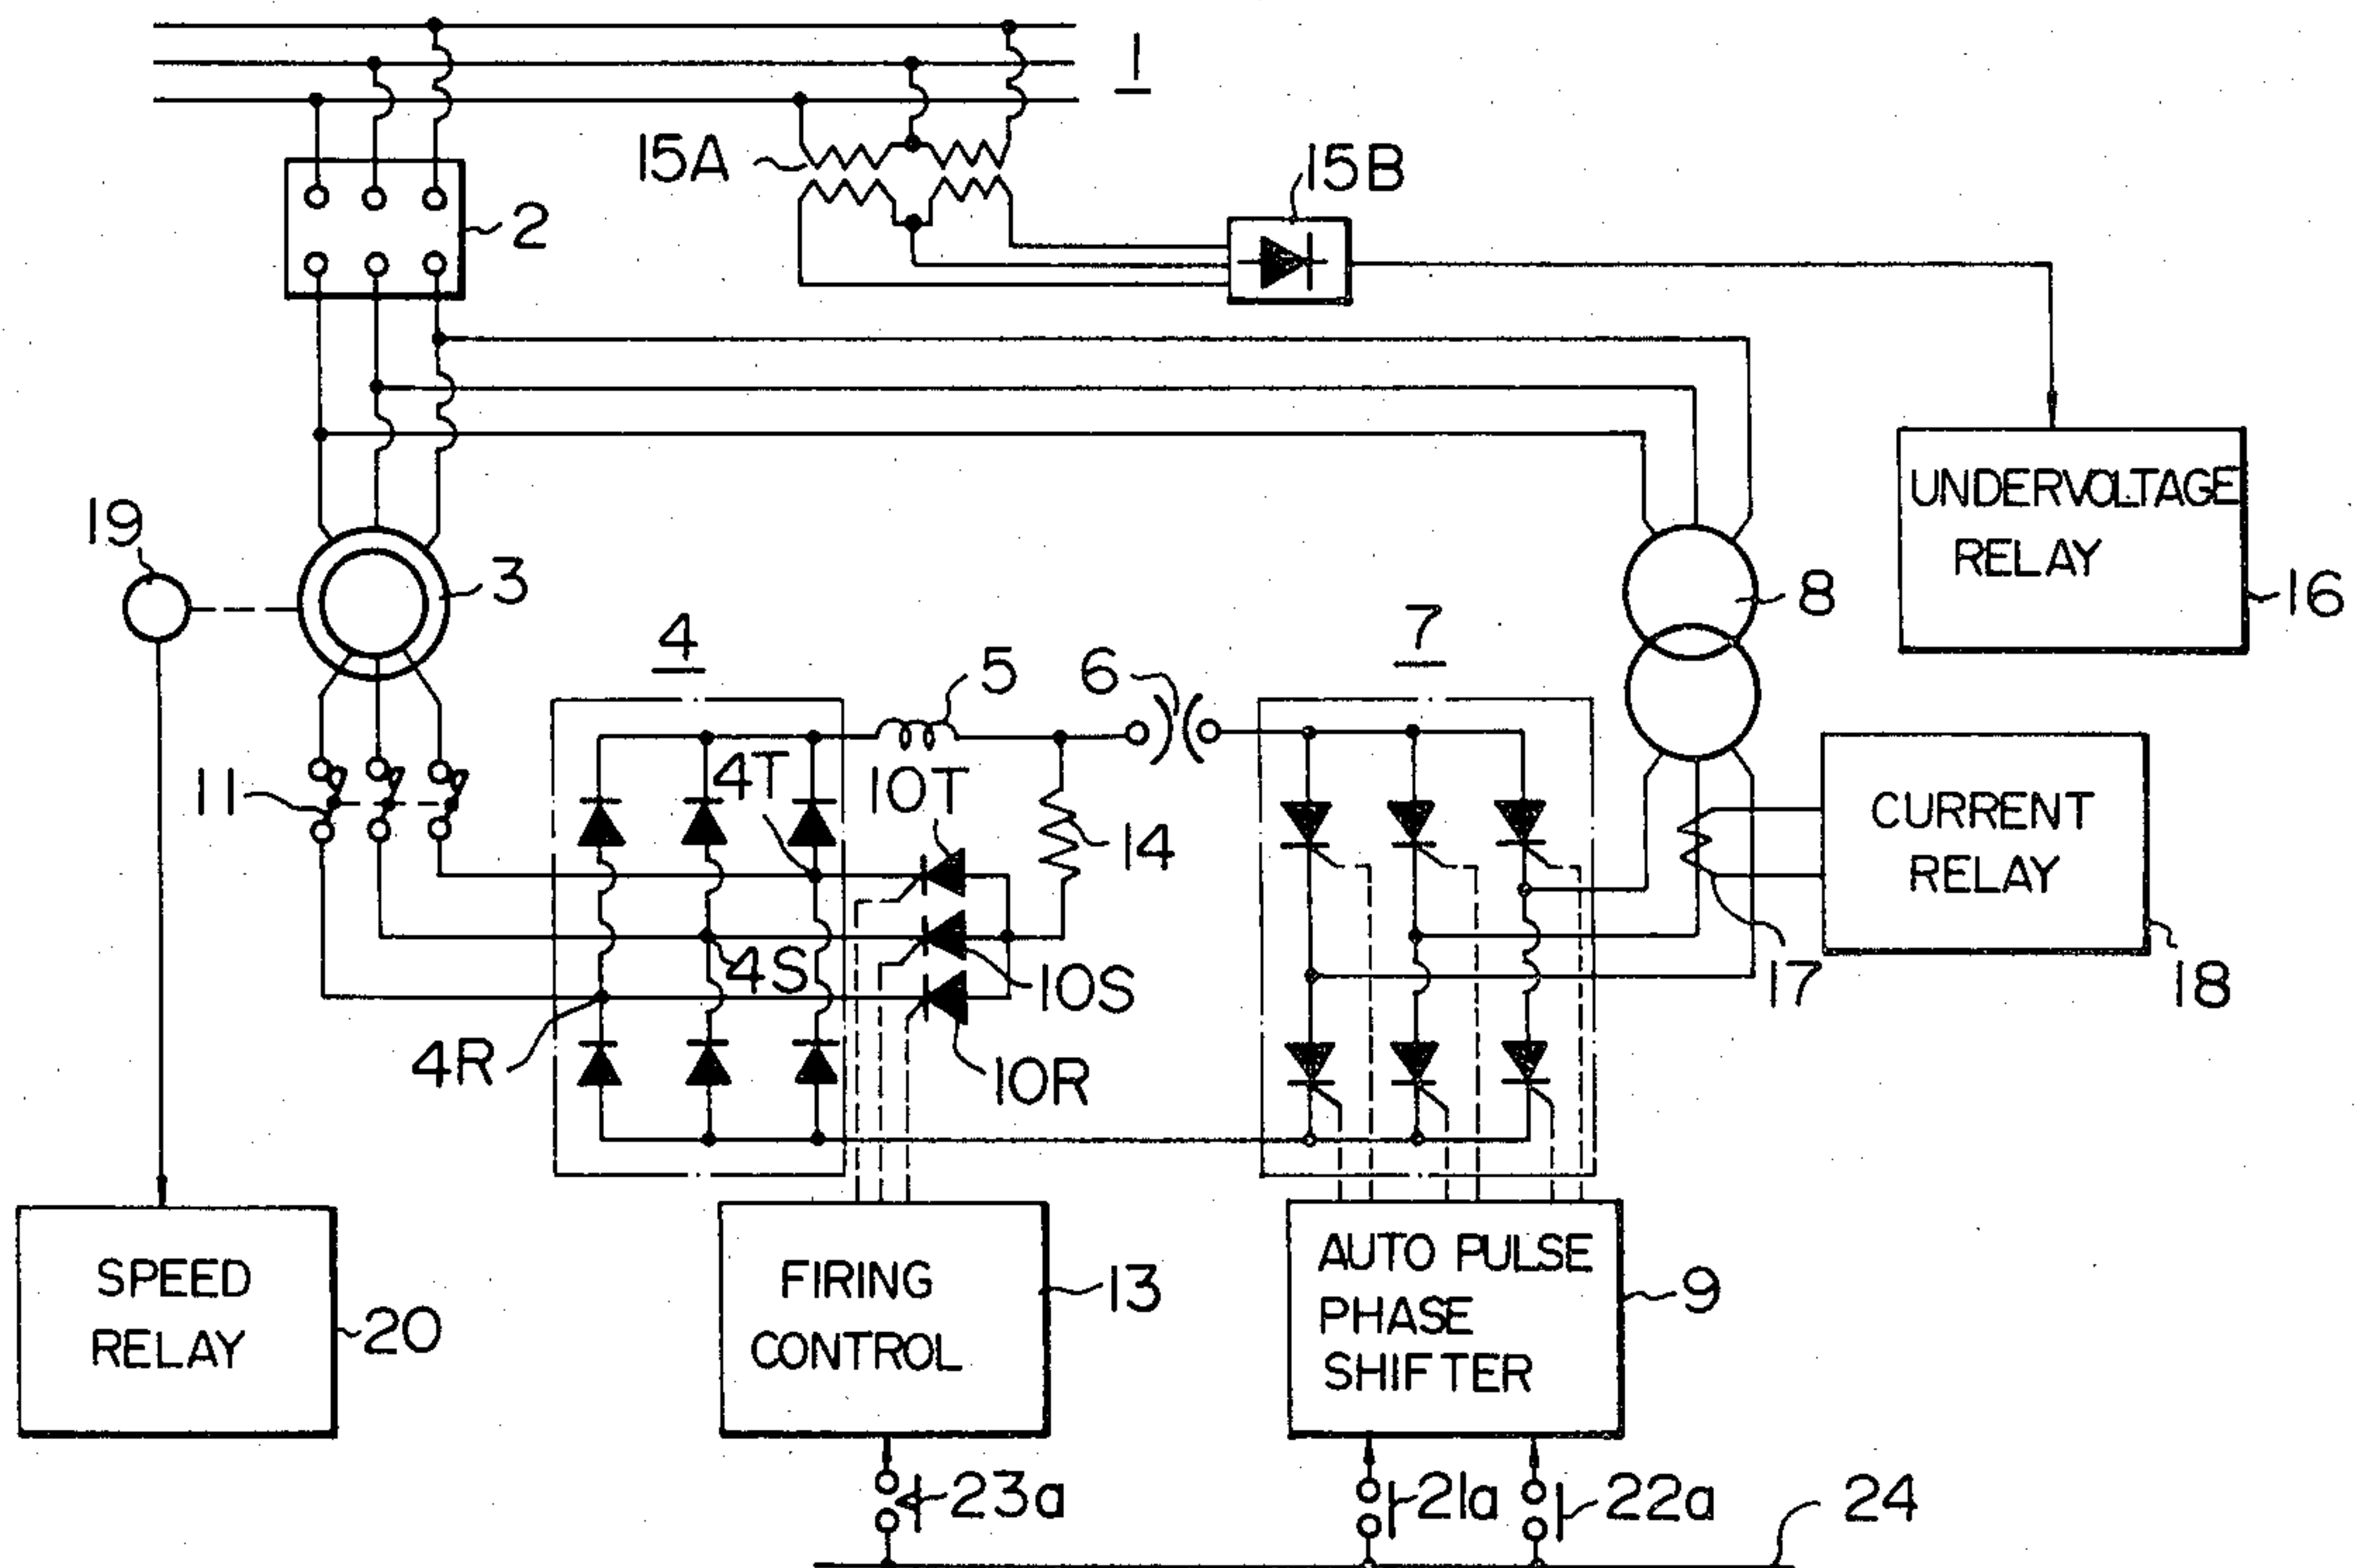 1
15A
15B
2
UNDERVOLTAGE
RELAY
16
19
3
8
4
5
6
7
11
4T
10T
14
CURRENT
RELAY
4S
10S
17
18
4R
10R
SPEED
RELAY
20
FIRING
CONTROL
13
AUTO PULSE
PHASE
SHIFTER
9
23a
21a
22a
24